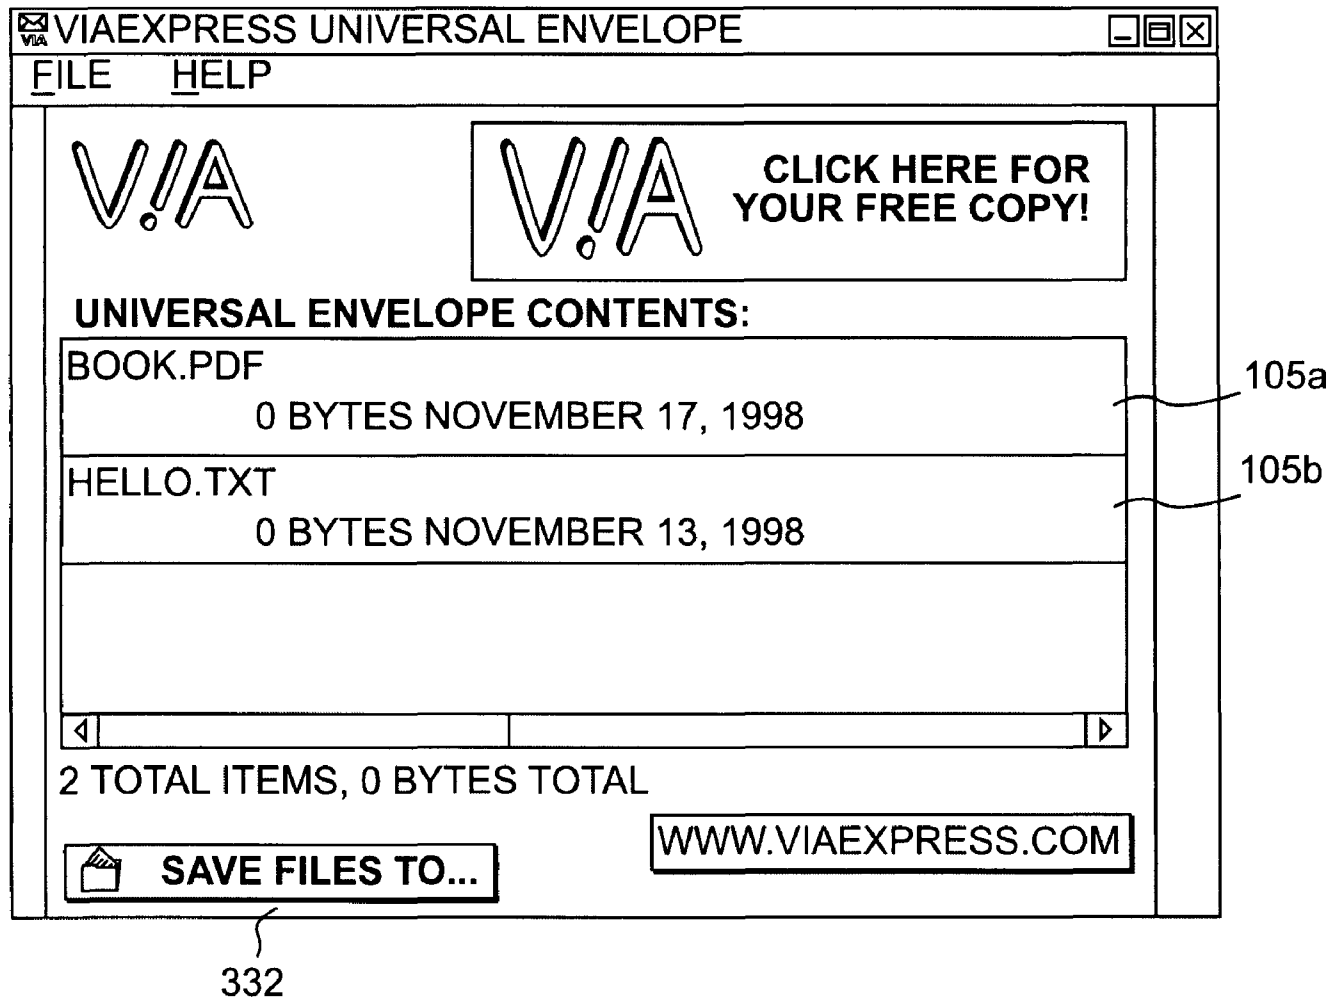 VIA
VIAEXPRESS UNIVERSAL ENVELOPE
FILE HELP
V!A
V!A
CLICK HERE FOR
YOUR FREE COPY!
UNIVERSAL ENVELOPE CONTENTS:
BOOK.PDF
0 BYTES NOVEMBER 17, 1998
105a
HELLO.TXT
105b
0 BYTES NOVEMBER 13, 1998
2 TOTAL ITEMS, 0 BYTES TOTAL
WWW.VIAEXPRESS.COM
SAVE FILES TO...
332